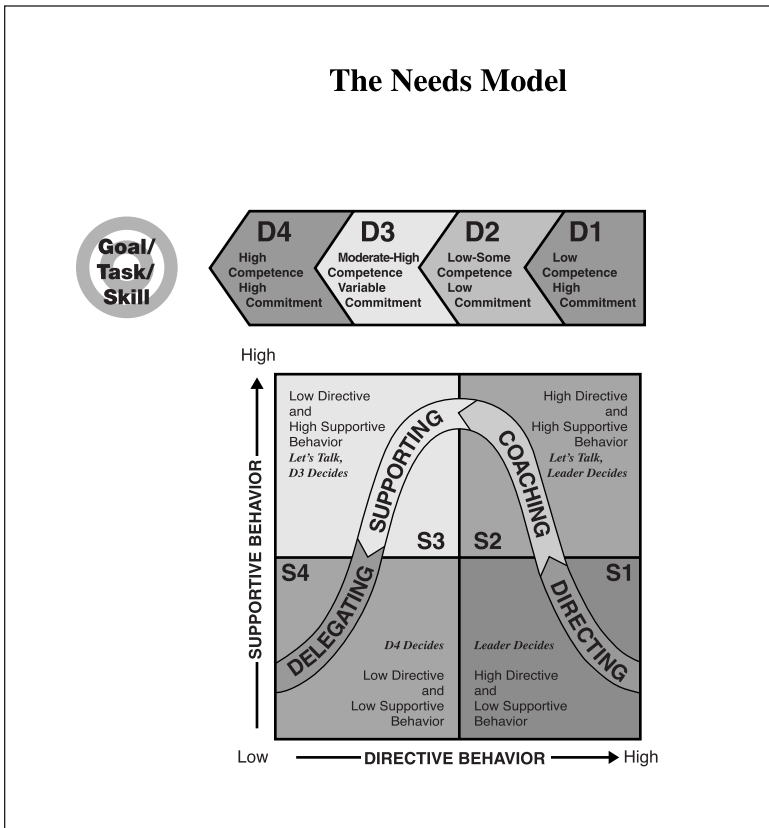 The Needs Model
Goal/
Task/
Skill
D4
High
Competence
High
Commitment
D3
Moderate-High
Competence
Variable
Commitment
D2
Low-Some
Competence
Low
Commitment
D1
Low
Competence
High
Commitment
High
SUPPORTIVE BEHAVIOR
Low Directive
and
High Supportive
Behavior
Let's Talk,
D3 Decides
SUPPORTING
S3
High Directive
and
High Supportive
Behavior
Let's Talk,
Leader Decides
COACHING
S2
S4
DELEGATING
D4 Decides
Low Directive
and
Low Supportive
Behavior
S1
DIRECTING
Leader Decides
High Directive
and
Low Supportive
Behavior
Low
DIRECTIVE BEHAVIOR
High